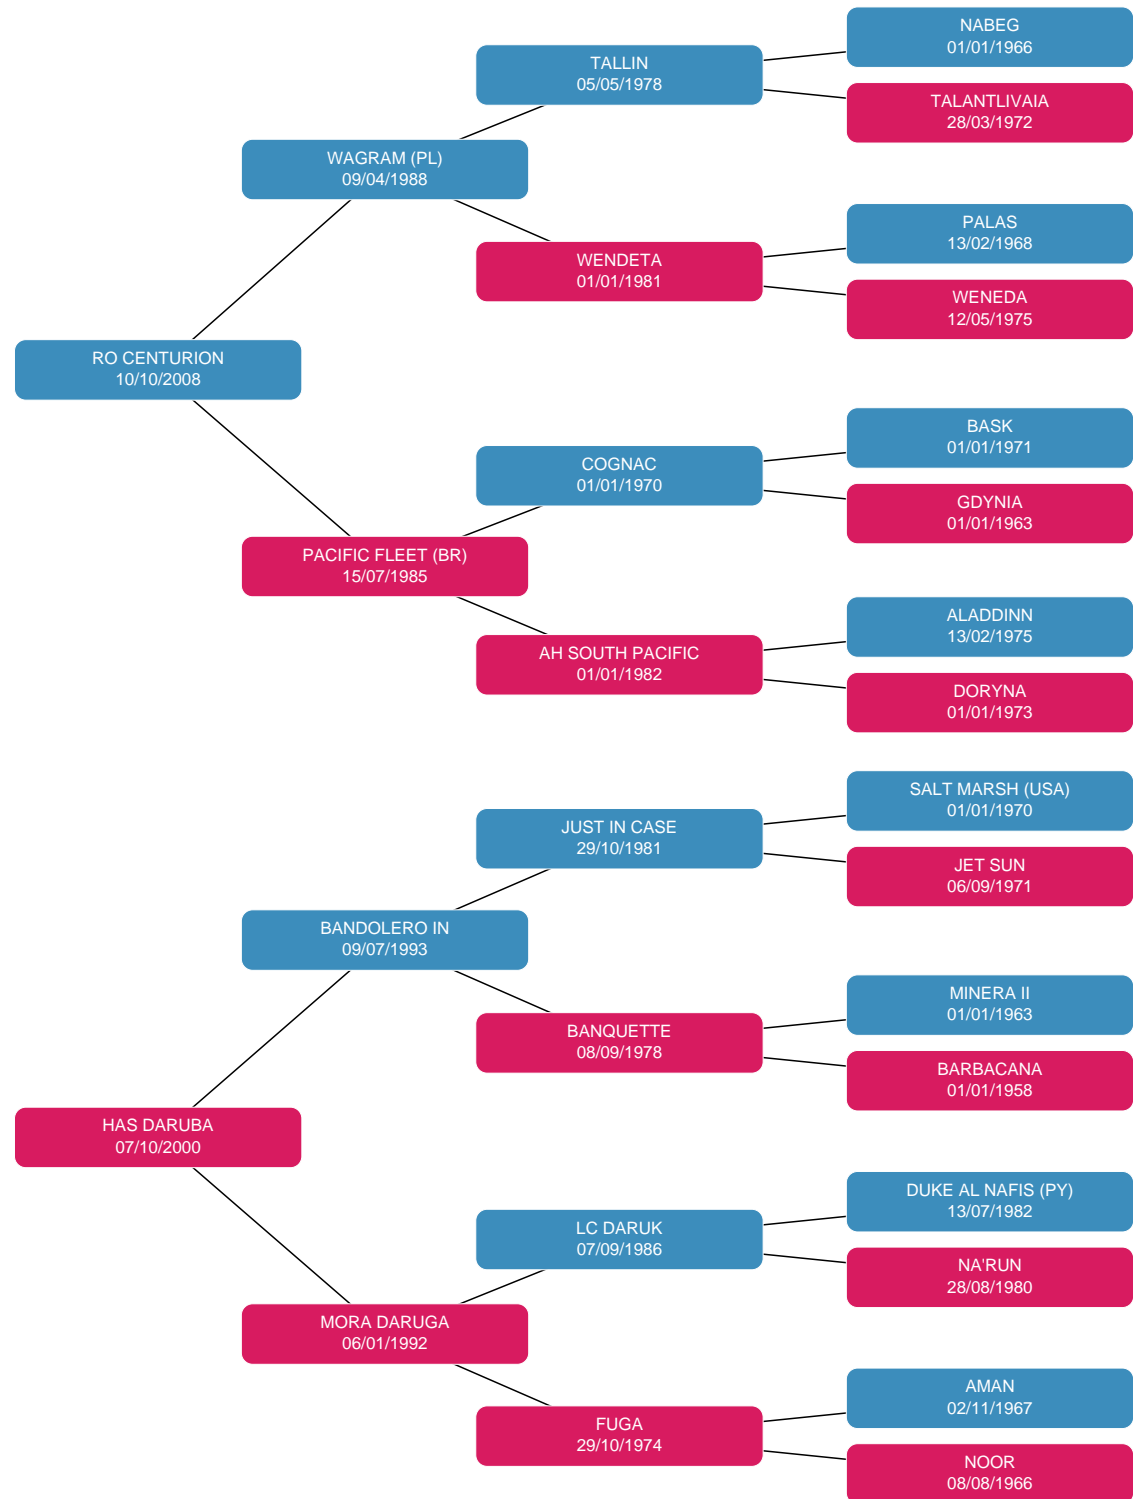 NABEG
01/01/1966
TALLIN
05/05/1978
TALANTLIVAIA
28/03/1972
WAGRAM (PL)
09/04/1988
PALAS
13/02/1968
WENDETA
01/01/1981
WENEDA
12/05/1975
RO CENTURION
10/10/2008
BASK
01/01/1971
COGNAC
01/01/1970
GDYNIA
01/01/1963
PACIFIC FLEET (BR)
15/07/1985
ALADDINN
13/02/1975
AH SOUTH PACIFIC
01/01/1982
DORYNA
01/01/1973
SALT MARSH (USA)
01/01/1970
JUST IN CASE
29/10/1981
JET SUN
06/09/1971
BANDOLERO IN
09/07/1993
MINERA II
01/01/1963
BANQUETTE
08/09/1978
BARBACANA
01/01/1958
HAS DARUBA
07/10/2000
DUKE AL NAFIS (PY)
13/07/1982
LC DARUK
07/09/1986
NA'RUN
28/08/1980
MORA DARUGA
06/01/1992
AMAN
02/11/1967
FUGA
29/10/1974
NOOR
08/08/1966